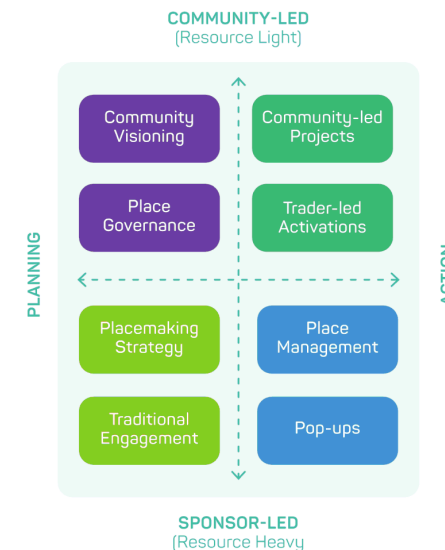 COMMUNITY-LED
(Resource Light)
Community
Visioning
Community-led
Projects
Place
Governance
Trader-led
Activations
PLANNING
ACTION
Placemaking
Strategy
Place
Management
Traditional
Engagement
Pop-ups
SPONSOR-LED
(Resource Heavy